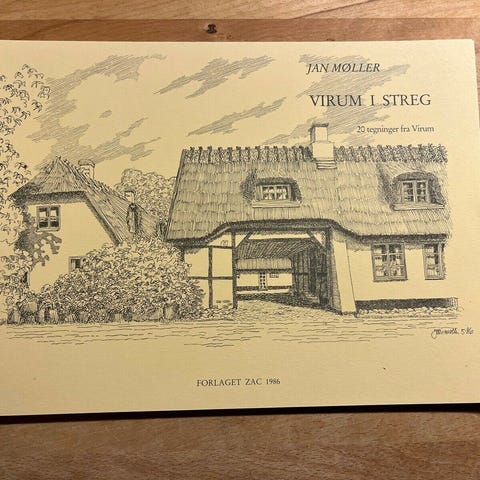 JAN MØLLER
VIRUM I STREG
20 tegninger fra Virum
FORLAGET ZAC 1986